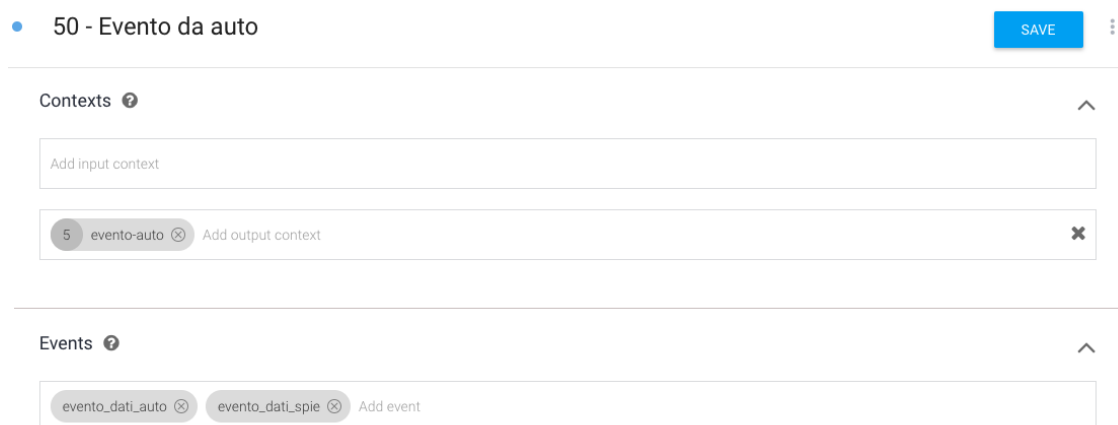 50 - Evento da auto
SAVE
Contexts ?
Add input context
5 evento-auto Add output context
Events ?
evento_dati_auto evento_dati_spie Add event